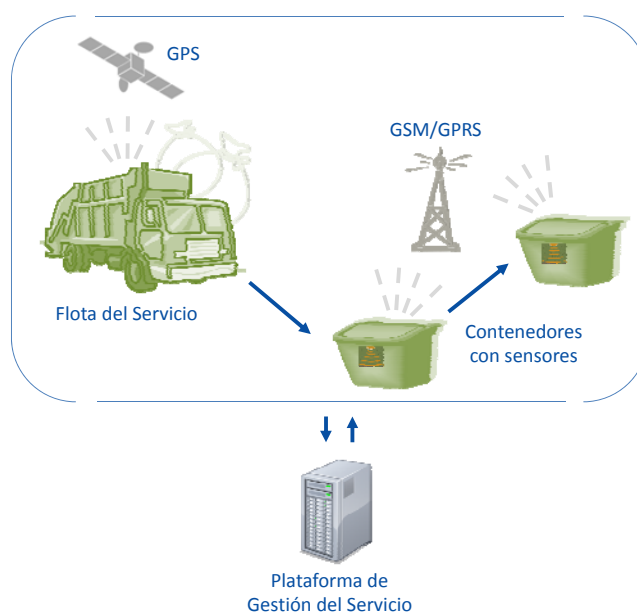 GPS
GSM/GPRS
Flota del Servicio
Contenedores
con sensores
Plataforma de
Gestión del Servicio